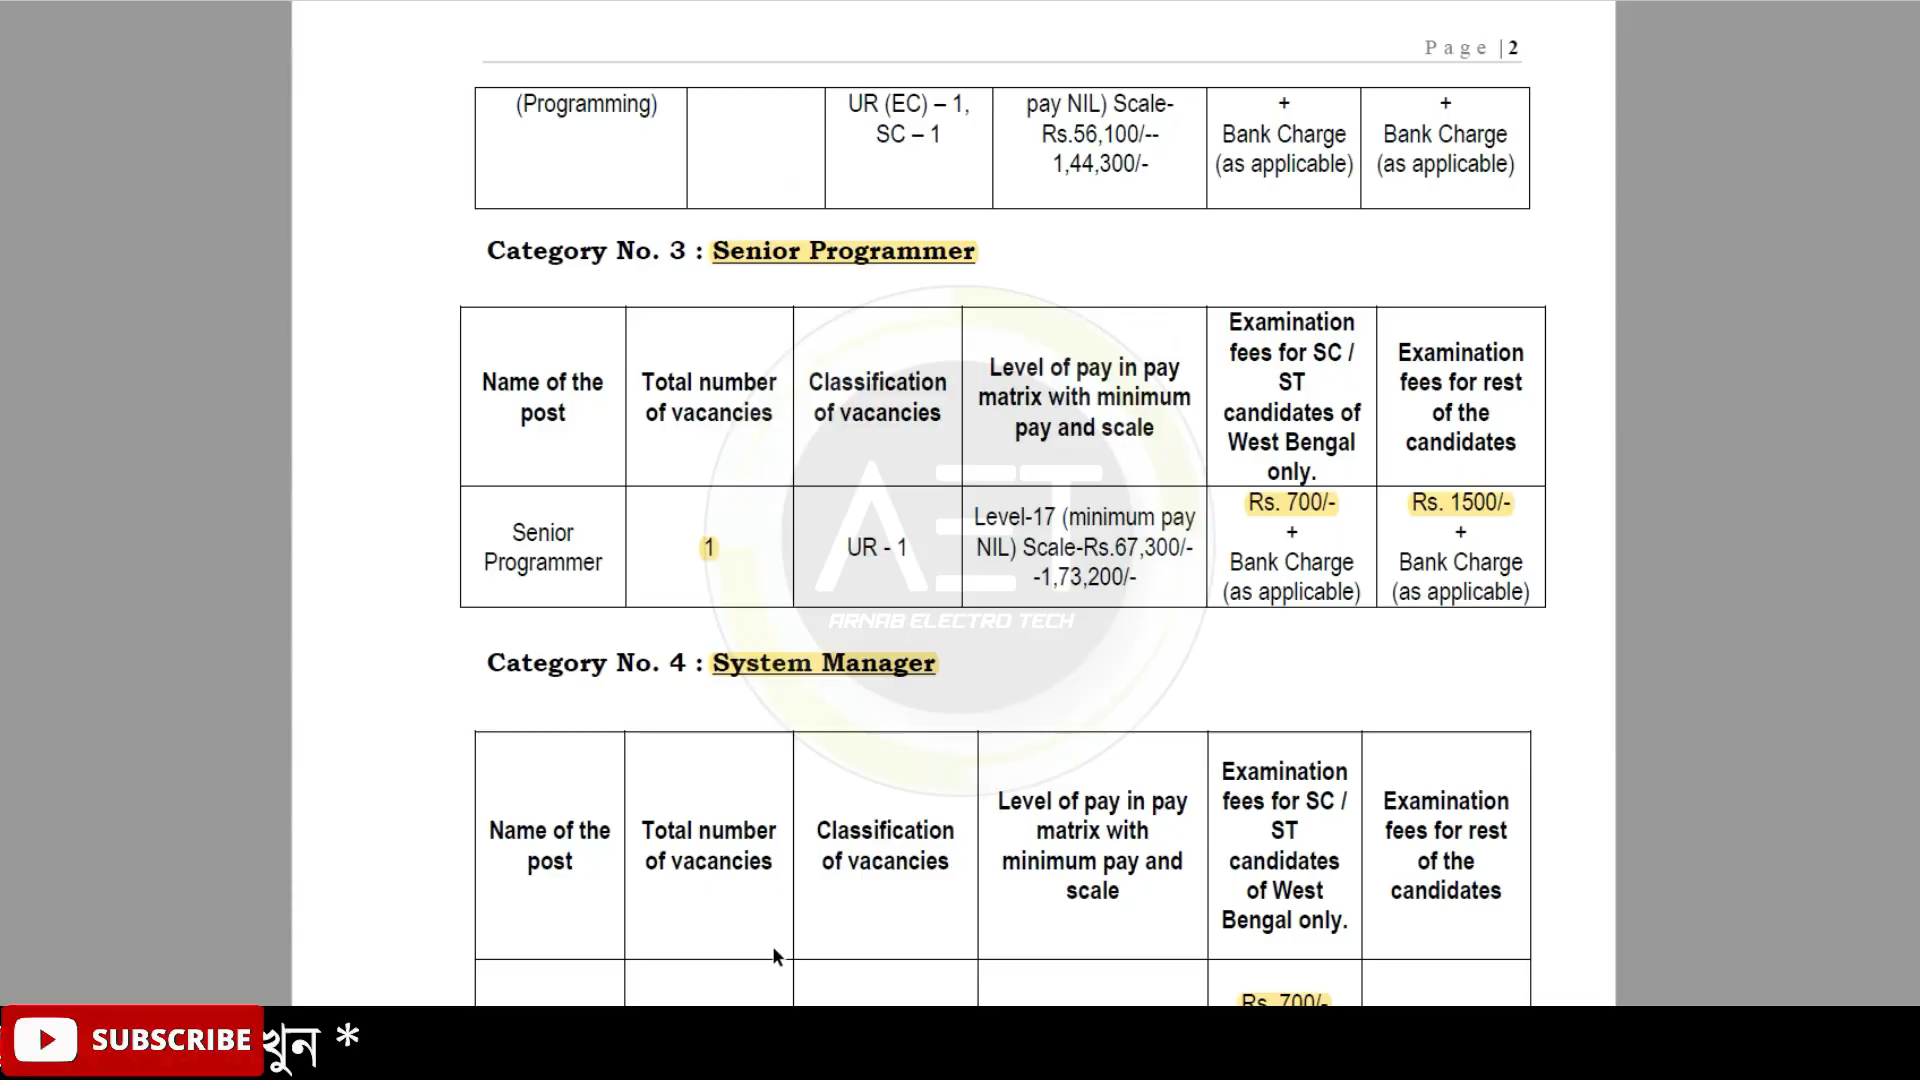 Page |2
(Programming)
UR (EC) – 1,
SC – 1
pay NIL) Scale-
Rs.56,100/--
1,44,300/-
+
Bank Charge
(as applicable)
+
Bank Charge
(as applicable)
Category No. 3 : Senior Programmer
Name of the
post
Total number
of vacancies
Classification
of vacancies
Level of pay in pay
matrix with minimum
pay and scale
Examination
fees for SC /
ST
candidates of
West Bengal
only.
Examination
fees for rest
of the
candidates
Senior
Programmer
1
UR - 1
Level-17 (minimum pay
NIL) Scale-Rs.67,300/-
-1,73,200/-
Rs. 700/-
+
Bank Charge
(as applicable)
Rs. 1500/-
+
Bank Charge
(as applicable)
AET
ARNAB ELECTRO TECH
Category No. 4 : System Manager
Name of the
post
Total number
of vacancies
Classification
of vacancies
Level of pay in pay
matrix with
minimum pay and
scale
Examination
fees for SC /
ST
candidates
of West
Bengal only.
Examination
fees for rest
of the
candidates
Rs. 700/-
SUBSCRIBE
খুন *